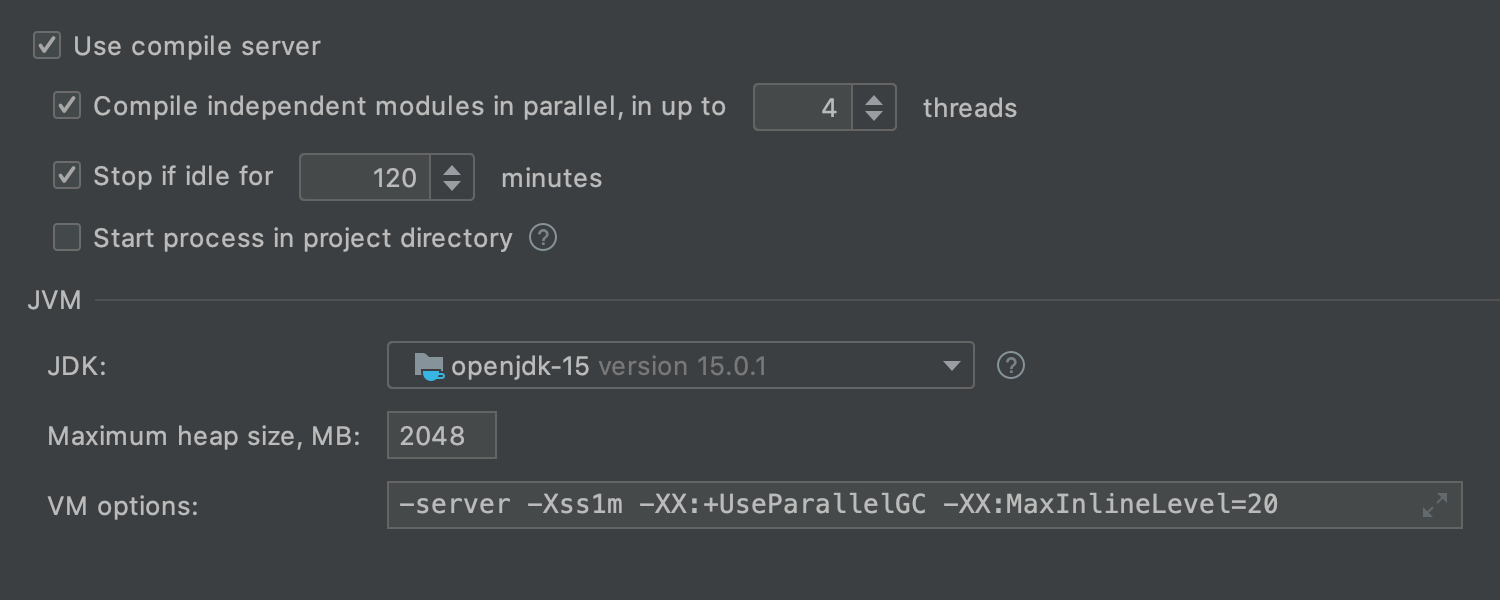 Use compile server
Compile independent modules in parallel, in up to 4 threads
Stop if idle for 120 minutes
Start process in project directory ?
JVM
JDK: openjdk-15 version 15.0.1 ?
Maximum heap size, MB: 2048
VM options: -server -Xss1m -XX:+UseParallelGC -XX:MaxInlineLevel=20